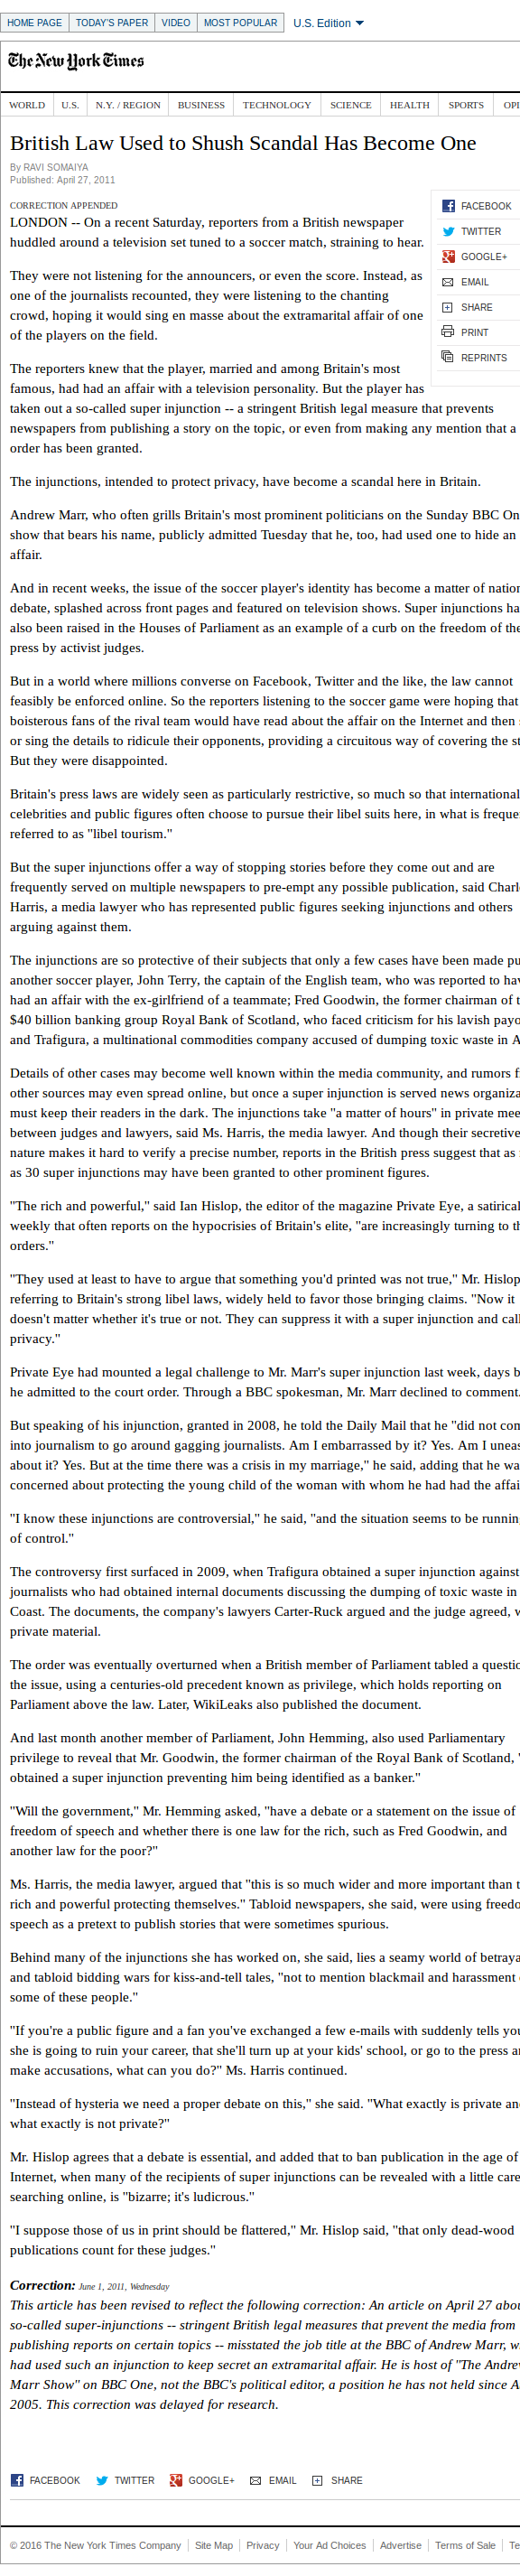 HOME PAGE TODAY'S PAPER VIDEO MOST POPULAR U.S. Edition
The New York Times
WORLD U.S. N.Y. / REGION BUSINESS TECHNOLOGY SCIENCE HEALTH SPORTS OPI
British Law Used to Shush Scandal Has Become One
By RAVI SOMAIYA
Published: April 27, 2011
FACEBOOK
TWITTER
GOOGLE+
EMAIL
SHARE
PRINT
REPRINTS
CORRECTION APPENDED
LONDON -- On a recent Saturday, reporters from a British newspaper
huddled around a television set tuned to a soccer match, straining to hear.
They were not listening for the announcers, or even the score. Instead, as
one of the journalists recounted, they were listening to the chanting
crowd, hoping it would sing en masse about the extramarital affair of one
of the players on the field.
The reporters knew that the player, married and among Britain's most
famous, had had an affair with a television personality. But the player has
taken out a so-called super injunction -- a stringent British legal measure that prevents
newspapers from publishing a story on the topic, or even from making any mention that a
order has been granted.
The injunctions, intended to protect privacy, have become a scandal here in Britain.
Andrew Marr, who often grills Britain's most prominent politicians on the Sunday BBC On
show that bears his name, publicly admitted Tuesday that he, too, had used one to hide an
affair.
And in recent weeks, the issue of the soccer player's identity has become a matter of nation
debate, splashed across front pages and featured on television shows. Super injunctions ha
also been raised in the Houses of Parliament as an example of a curb on the freedom of the
press by activist judges.
But in a world where millions converse on Facebook, Twitter and the like, the law cannot
feasibly be enforced online. So the reporters listening to the soccer game were hoping that
boisterous fans of the rival team would have read about the affair on the Internet and then
or sing the details to ridicule their opponents, providing a circuitous way of covering the st
But they were disappointed.
Britain's press laws are widely seen as particularly restrictive, so much so that international
celebrities and public figures often choose to pursue their libel suits here, in what is freque
referred to as "libel tourism."
But the super injunctions offer a way of stopping stories before they come out and are
frequently served on multiple newspapers to pre-empt any possible publication, said Charl
Harris, a media lawyer who has represented public figures seeking injunctions and others
arguing against them.
The injunctions are so protective of their subjects that only a few cases have been made pu
another soccer player, John Terry, the captain of the English team, who was reported to hav
had an affair with the ex-girlfriend of a teammate; Fred Goodwin, the former chairman of t
$40 billion banking group Royal Bank of Scotland, who faced criticism for his lavish payo
and Trafigura, a multinational commodities company accused of dumping toxic waste in A
Details of other cases may become well known within the media community, and rumors f
other sources may even spread online, but once a super injunction is served news organiza
must keep their readers in the dark. The injunctions take "a matter of hours" in private mee
between judges and lawyers, said Ms. Harris, the media lawyer. And though their secretive
nature makes it hard to verify a precise number, reports in the British press suggest that as
as 30 super injunctions may have been granted to other prominent figures.
"The rich and powerful," said Ian Hislop, the editor of the magazine Private Eye, a satirical
weekly that often reports on the hypocrisies of Britain's elite, "are increasingly turning to th
orders."
"They used at least to have to argue that something you'd printed was not true," Mr. Hislop
referring to Britain's strong libel laws, widely held to favor those bringing claims. "Now it
doesn't matter whether it's true or not. They can suppress it with a super injunction and call
privacy."
Private Eye had mounted a legal challenge to Mr. Marr's super injunction last week, days b
he admitted to the court order. Through a BBC spokesman, Mr. Marr declined to comment.
But speaking of his injunction, granted in 2008, he told the Daily Mail that he "did not com
into journalism to go around gagging journalists. Am I embarrassed by it? Yes. Am I uneas
about it? Yes. But at the time there was a crisis in my marriage," he said, adding that he wa
concerned about protecting the young child of the woman with whom he had had the affai
"I know these injunctions are controversial," he said, "and the situation seems to be running
of control."
The controversy first surfaced in 2009, when Trafigura obtained a super injunction against
journalists who had obtained internal documents discussing the dumping of toxic waste in
Coast. The documents, the company's lawyers Carter-Ruck argued and the judge agreed, w
private material.
The order was eventually overturned when a British member of Parliament tabled a questio
the issue, using a centuries-old precedent known as privilege, which holds reporting on
Parliament above the law. Later, WikiLeaks also published the document.
And last month another member of Parliament, John Hemming, also used Parliamentary
privilege to reveal that Mr. Goodwin, the former chairman of the Royal Bank of Scotland, "
obtained a super injunction preventing him being identified as a banker."
"Will the government," Mr. Hemming asked, "have a debate or a statement on the issue of
freedom of speech and whether there is one law for the rich, such as Fred Goodwin, and
another law for the poor?"
Ms. Harris, the media lawyer, argued that "this is so much wider and more important than t
rich and powerful protecting themselves." Tabloid newspapers, she said, were using freedo
speech as a pretext to publish stories that were sometimes spurious.
Behind many of the injunctions she has worked on, she said, lies a seamy world of betraya
and tabloid bidding wars for kiss-and-tell tales, "not to mention blackmail and harassment
some of these people."
"If you're a public figure and a fan you've exchanged a few e-mails with suddenly tells you
she is going to ruin your career, that she'll turn up at your kids' school, or go to the press an
make accusations, what can you do?" Ms. Harris continued.
"Instead of hysteria we need a proper debate on this," she said. "What exactly is private an
what exactly is not private?"
Mr. Hislop agrees that a debate is essential, and added that to ban publication in the age of
Internet, when many of the recipients of super injunctions can be revealed with a little care
searching online, is "bizarre; it's ludicrous."
"I suppose those of us in print should be flattered," Mr. Hislop said, "that only dead-wood
publications count for these judges."
Correction: June 1, 2011, Wednesday
This article has been revised to reflect the following correction: An article on April 27 abou
so-called super-injunctions -- stringent British legal measures that prevent the media from
publishing reports on certain topics -- misstated the job title at the BBC of Andrew Marr, w
had used such an injunction to keep secret an extramarital affair. He is host of "The Andre
Marr Show" on BBC One, not the BBC's political editor, a position he has not held since A
2005. This correction was delayed for research.
FACEBOOK TWITTER GOOGLE+ EMAIL SHARE
© 2016 The New York Times Company Site Map Privacy Your Ad Choices Advertise Terms of Sale Te